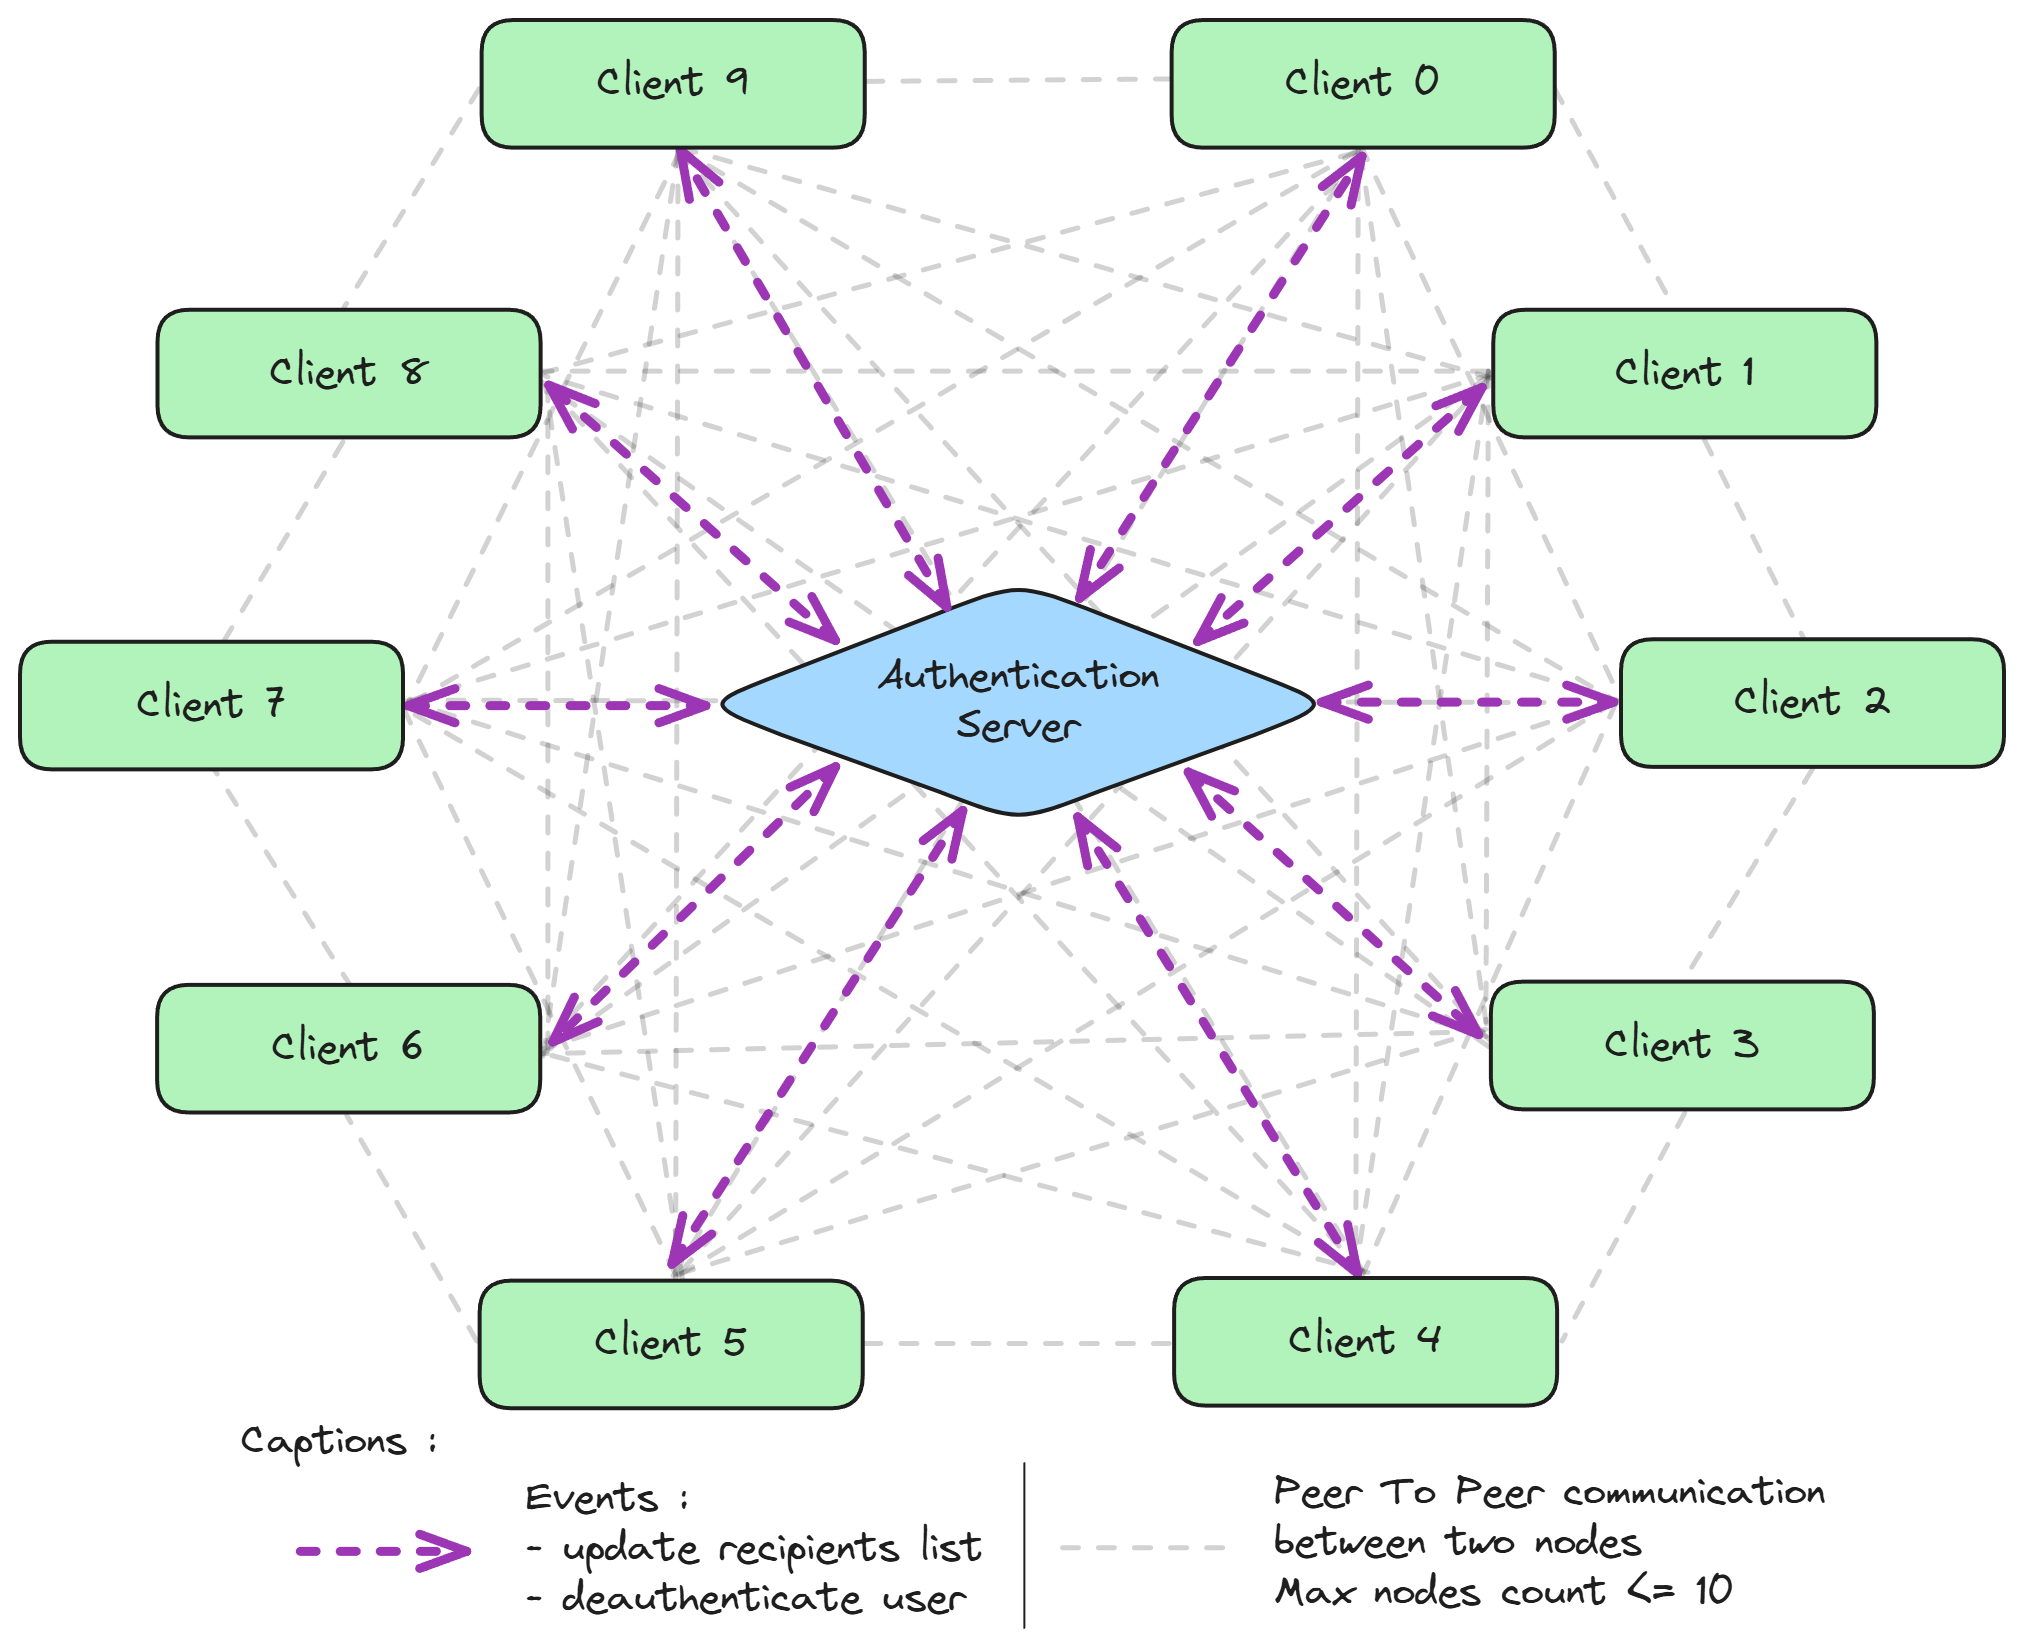 Client 9
Client 0
Client 8
Client 1
Authentication
Server
Client 7
Client 2
Client 6
Client 3
Client 5
Client 4
Captions :
Events :
- update recipients list
- deauthenticate user
Peer To Peer communication
between two nodes
Max nodes count <= 10